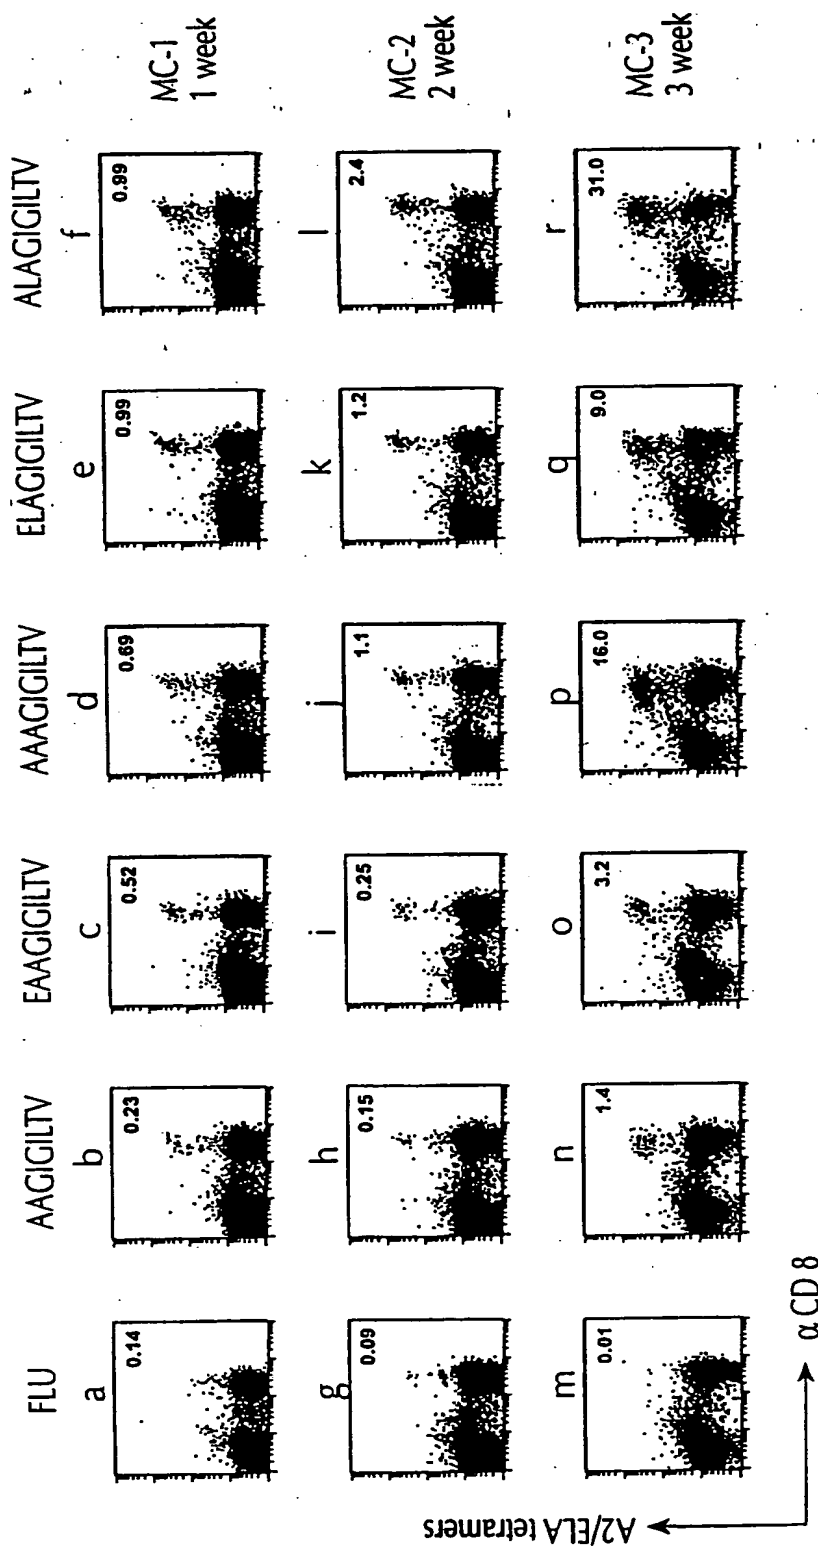 FLU AAGIGILTV EAAGIGILTV AAAGIGILTV ELAGIGILTV ALAGIGILTV
a b c d e f
0.14 0.23 0.52 0.69 0.99 0.99
MC-1
1 week
g h i j k l
0.09 0.15 0.25 1.1 1.2 2.4
MC-2
2 week
m n o p q r
0.01 1.4 3.2 16.0 9.0 31.0
MC-3
3 week
A2/ELA tetramers
α CD 8